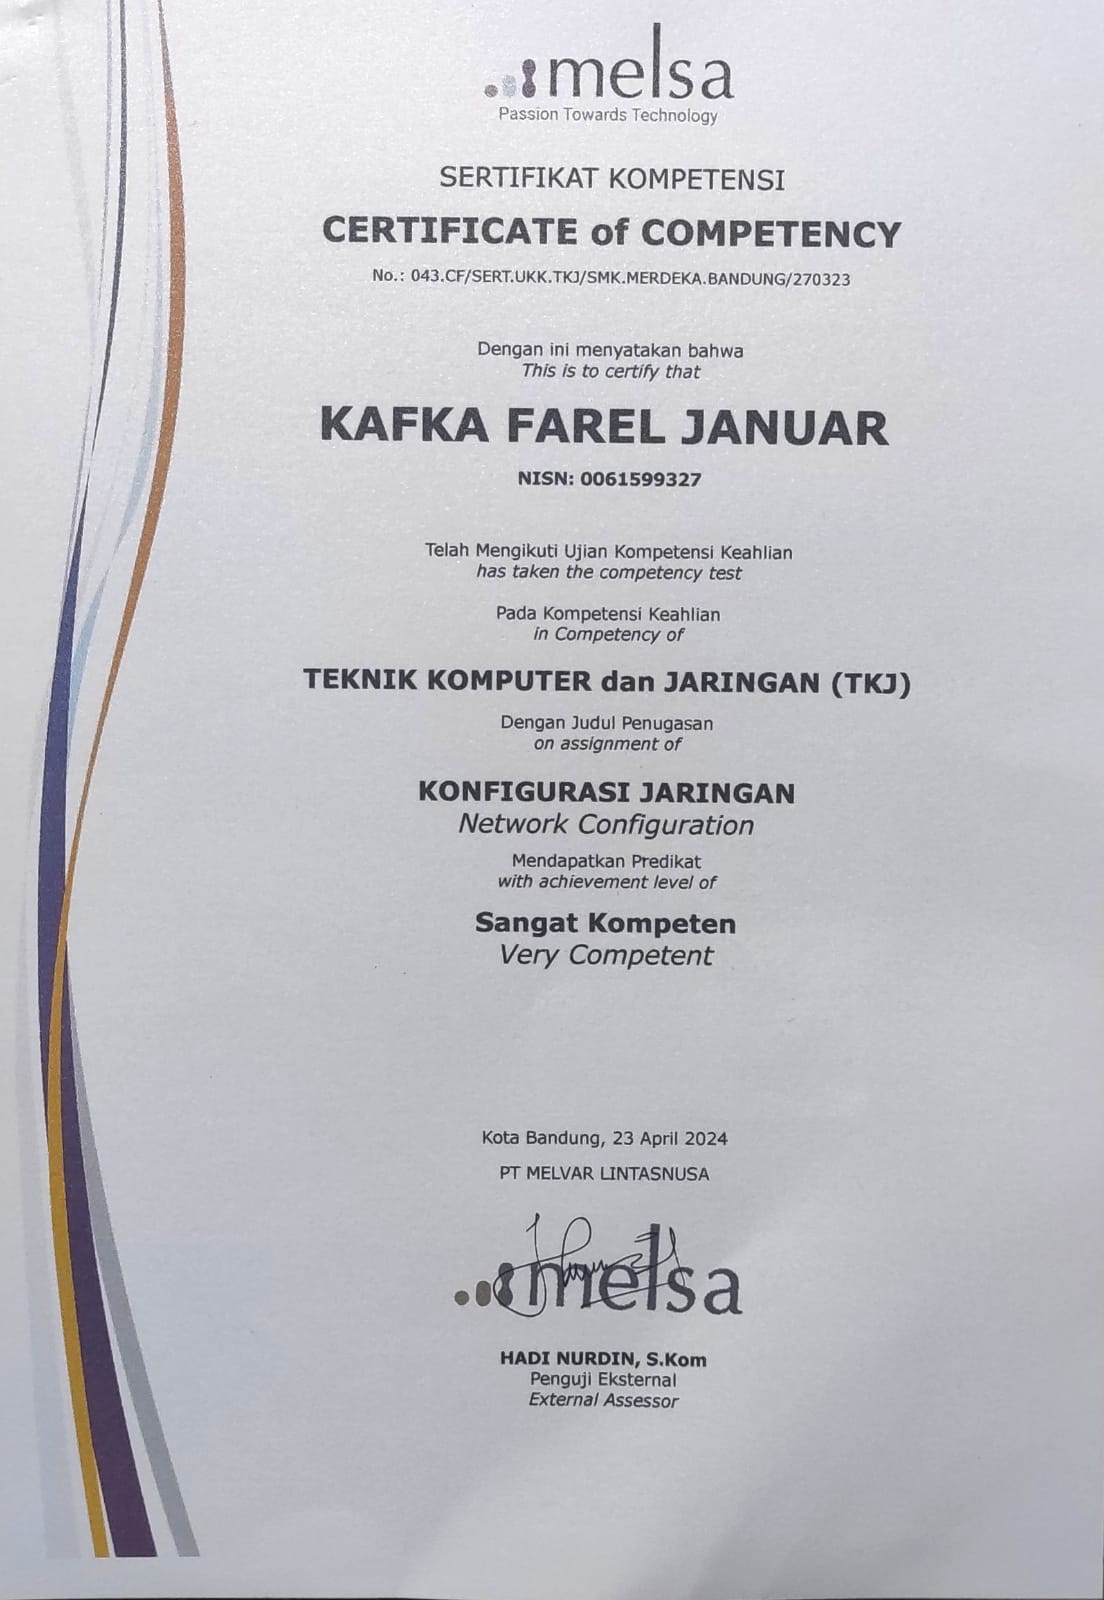 melsa
Passion Towards Technology
SERTIFIKAT KOMPETENSI
CERTIFICATE of COMPETENCY
No.: 043.CF/SERT.UKK.TKJ/SMK.MERDEKA.BANDUNG/270323
Dengan ini menyatakan bahwa
This is to certify that
KAFKA FAREL JANUAR
NISN: 0061599327
Telah Mengikuti Ujian Kompetensi Keahlian
has taken the competency test
Pada Kompetensi Keahlian
in Competency of
TEKNIK KOMPUTER dan JARINGAN (TKJ)
Dengan Judul Penugasan
on assignment of
KONFIGURASI JARINGAN
Network Configuration
Mendapatkan Predikat
with achievement level of
Sangat Kompeten
Very Competent
Kota Bandung, 23 April 2024
PT MELVAR LINTASNUSA
melsa
HADI NURDIN, S.Kom
Penguji Eksternal
External Assessor